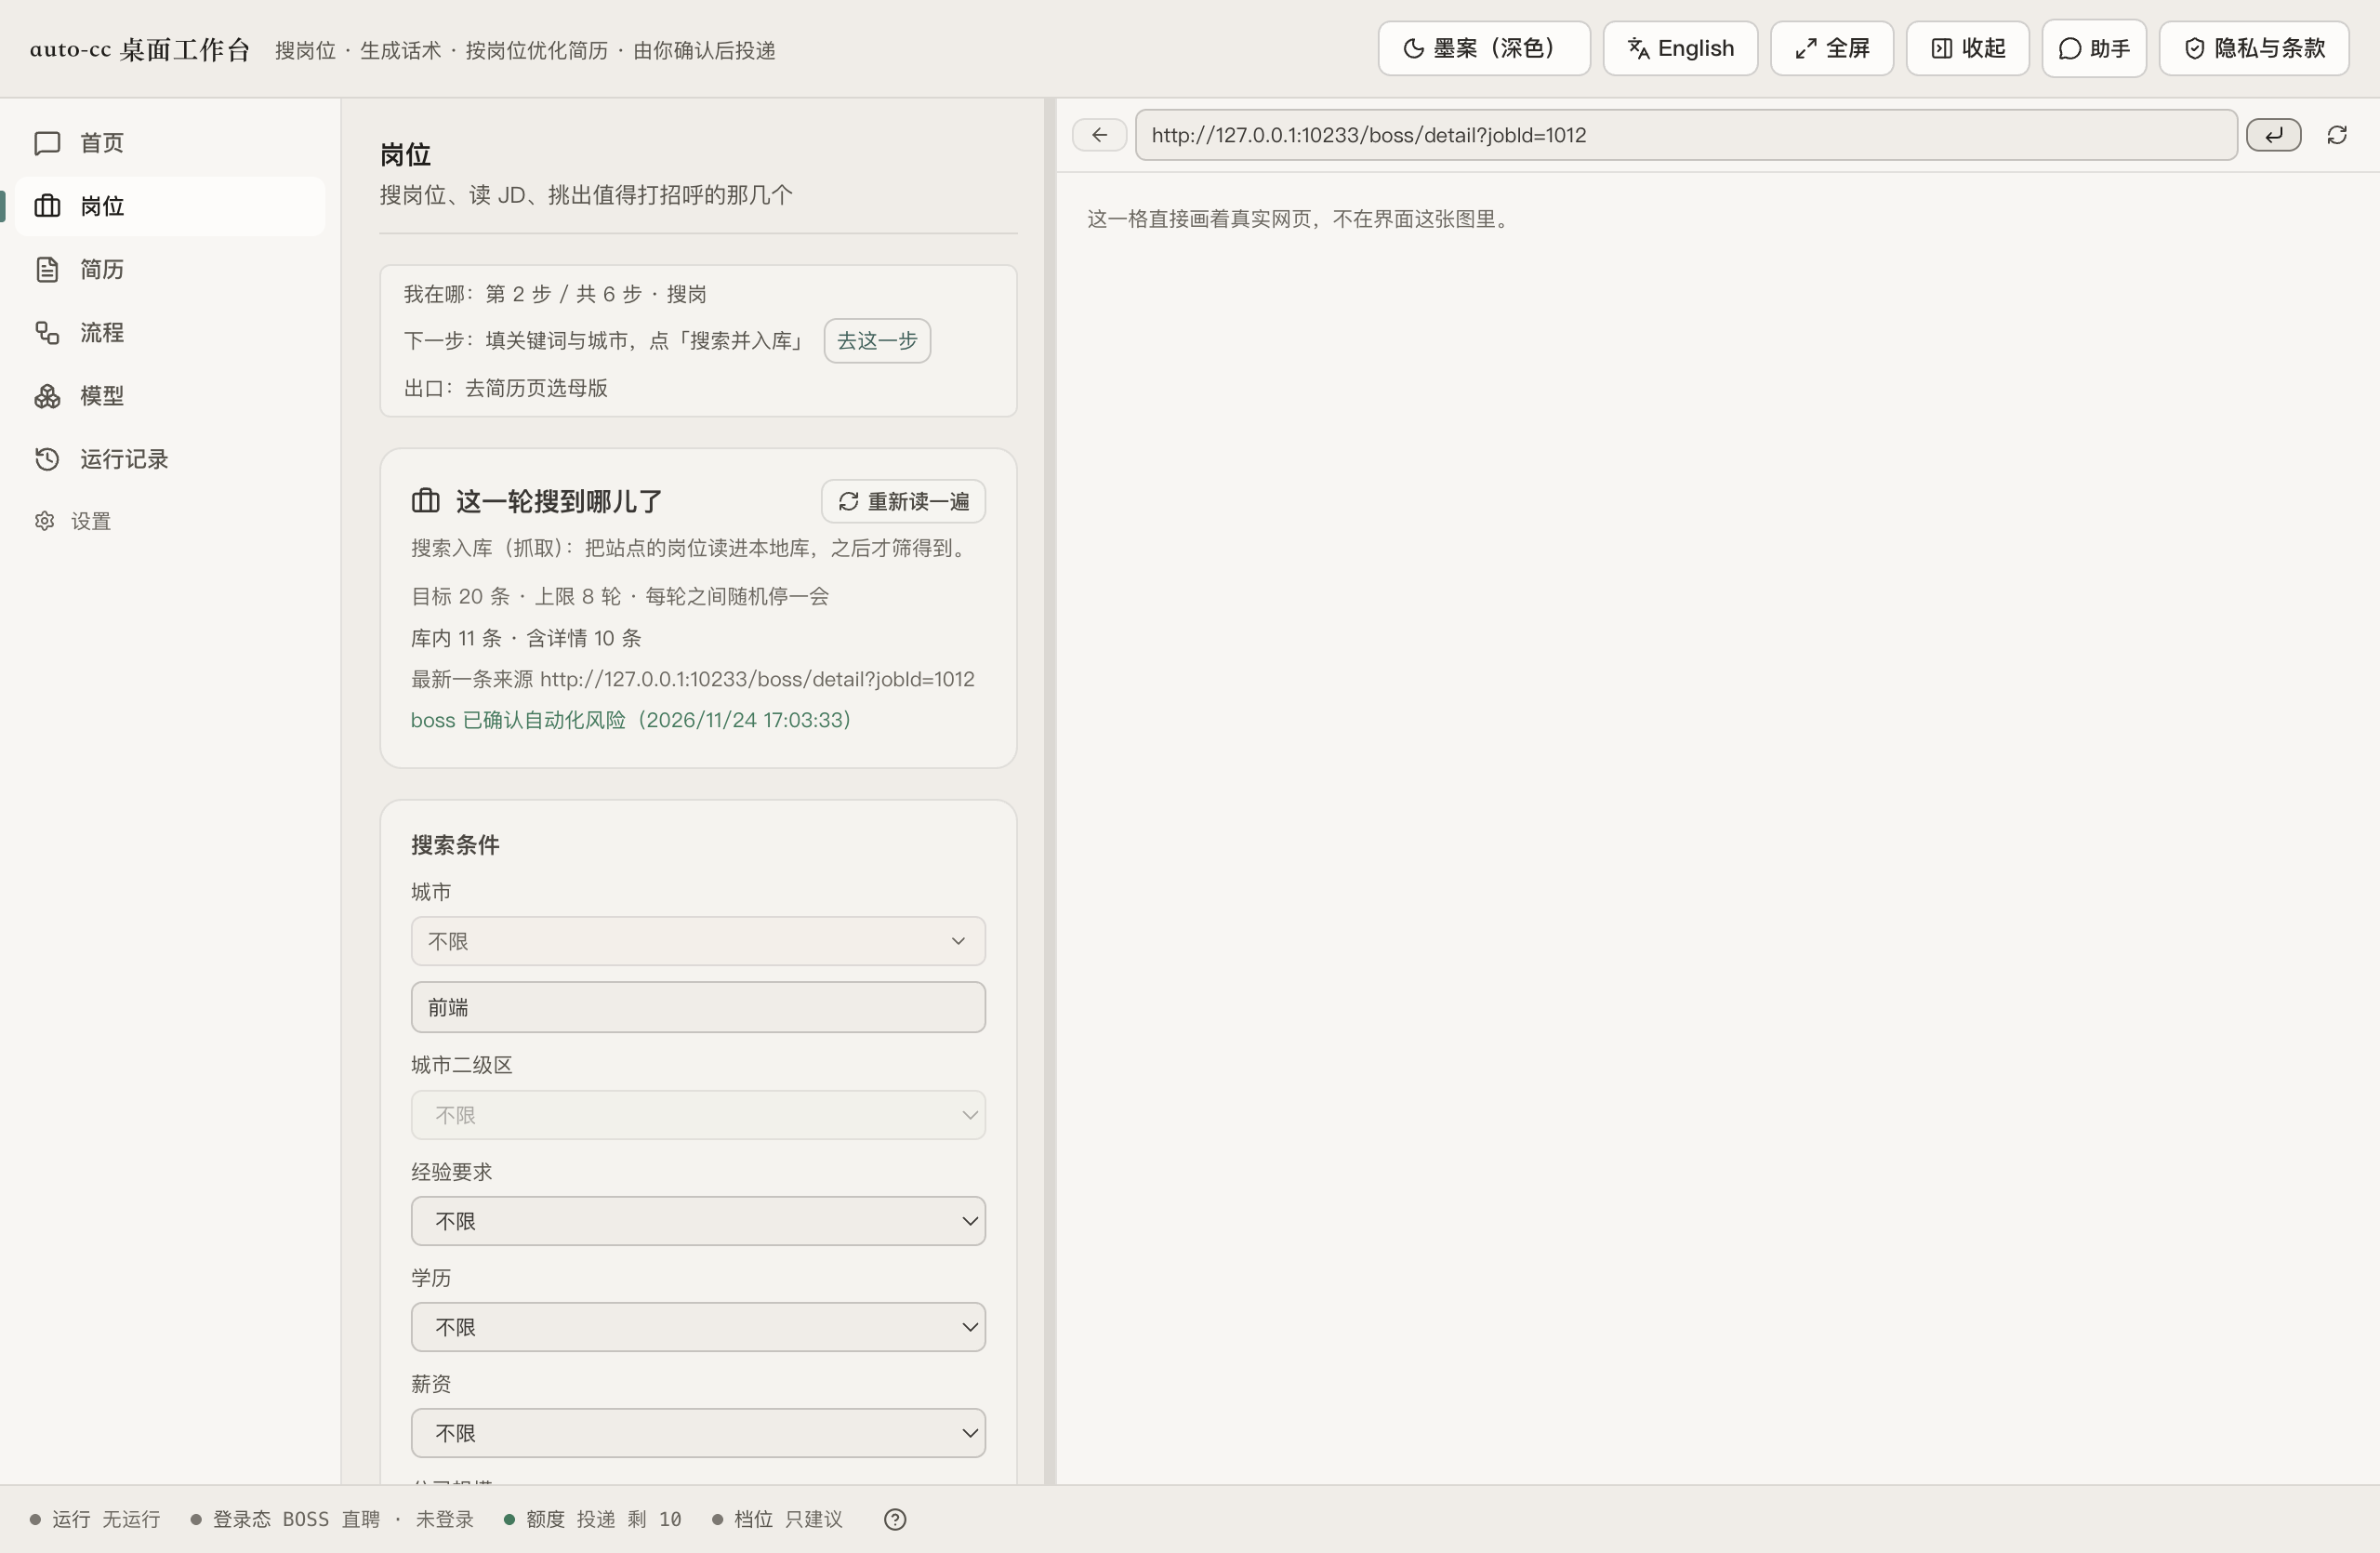 auto-cc 桌面工作台
搜岗位 · 生成话术 · 按岗位优化简历 · 由你确认后投递
墨案（深色）
English
全屏
收起
助手
隐私与条款
首页
岗位
简历
流程
模型
运行记录
设置
岗位
搜岗位、读 JD、挑出值得打招呼的那几个
我在哪：第 2 步 / 共 6 步 · 搜岗
下一步：填关键词与城市，点「搜索并入库」 去这一步
出口：去简历页选母版
这一轮搜到哪儿了
重新读一遍
搜索入库（抓取）：把站点的岗位读进本地库，之后才筛得到。
目标 20 条 · 上限 8 轮 · 每轮之间随机停一会
库内 11 条 · 含详情 10 条
最新一条来源 http://127.0.0.1:10233/boss/detail?jobId=1012
boss 已确认自动化风险（2026/11/24 17:03:33）
搜索条件
城市
不限
前端
城市二级区
不限
经验要求
不限
学历
不限
薪资
不限
http://127.0.0.1:10233/boss/detail?jobId=1012
这一格直接画着真实网页，不在界面这张图里。
运行 无运行
登录态 BOSS 直聘 · 未登录
额度 投递 剩 10
档位 只建议